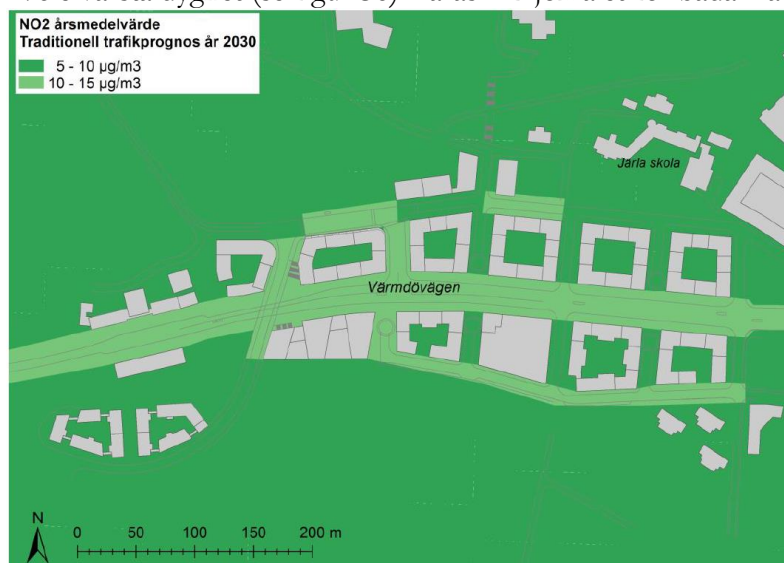 NO2 årsmedelvärde
Traditionell trafikprognos år 2030
5 - 10 µg/m3
10 - 15 µg/m3
Järla skola
Värmdövägen
N
0 50 100 150 200 m